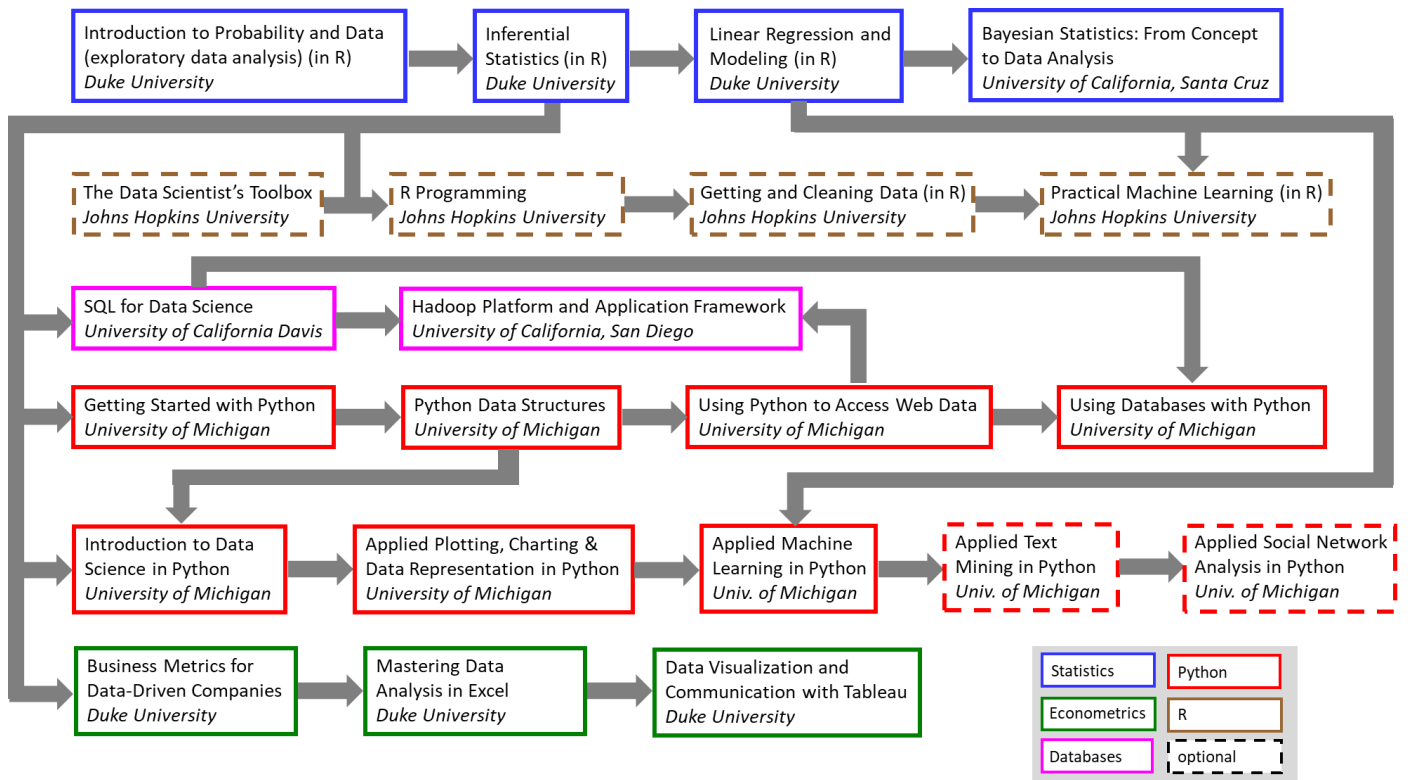 Introduction to Probability and Data
(exploratory data analysis) (in R)
Duke University
Inferential
Statistics (in R)
Duke University
Linear Regression and
Modeling (in R)
Duke University
Bayesian Statistics: From Concept
to Data Analysis
University of California, Santa Cruz
The Data Scientist's Toolbox
Johns Hopkins University
R Programming
Johns Hopkins University
Getting and Cleaning Data (in R)
Johns Hopkins University
Practical Machine Learning (in R)
Johns Hopkins University
SQL for Data Science
University of California Davis
Hadoop Platform and Application Framework
University of California, San Diego
Getting Started with Python
University of Michigan
Python Data Structures
University of Michigan
Using Python to Access Web Data
University of Michigan
Using Databases with Python
University of Michigan
Introduction to Data
Science in Python
University of Michigan
Applied Plotting, Charting &
Data Representation in Python
University of Michigan
Applied Machine
Learning in Python
Univ. of Michigan
Applied Text
Mining in Python
Univ. of Michigan
Applied Social Network
Analysis in Python
Univ. of Michigan
Business Metrics for
Data-Driven Companies
Duke University
Mastering Data
Analysis in Excel
Duke University
Data Visualization and
Communication with Tableau
Duke University
Statistics
Python
Econometrics
R
Databases
optional